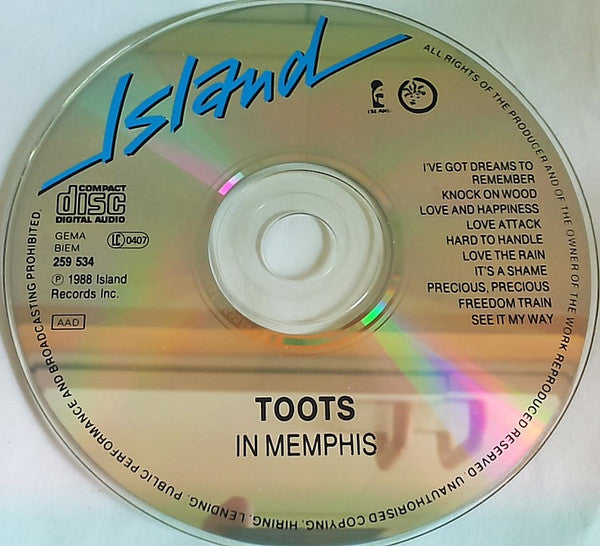 Island
ISLAND
COMPACT
disc
DIGITAL AUDIO
GEMA
BIEM
LC 0407
259 534
℗ 1988 Island
Records Inc.
AAD
I'VE GOT DREAMS TO
REMEMBER
KNOCK ON WOOD
LOVE AND HAPPINESS
LOVE ATTACK
HARD TO HANDLE
LOVE THE RAIN
IT'S A SHAME
PRECIOUS, PRECIOUS
FREEDOM TRAIN
SEE IT MY WAY
TOOTS
IN MEMPHIS
ALL RIGHTS OF THE PRODUCER AND OF THE OWNER OF THE WORK REPRODUCED RESERVED. UNAUTHORISED COPYING, HIRING, LENDING, PUBLIC PERFORMANCE AND BROADCASTING PROHIBITED.